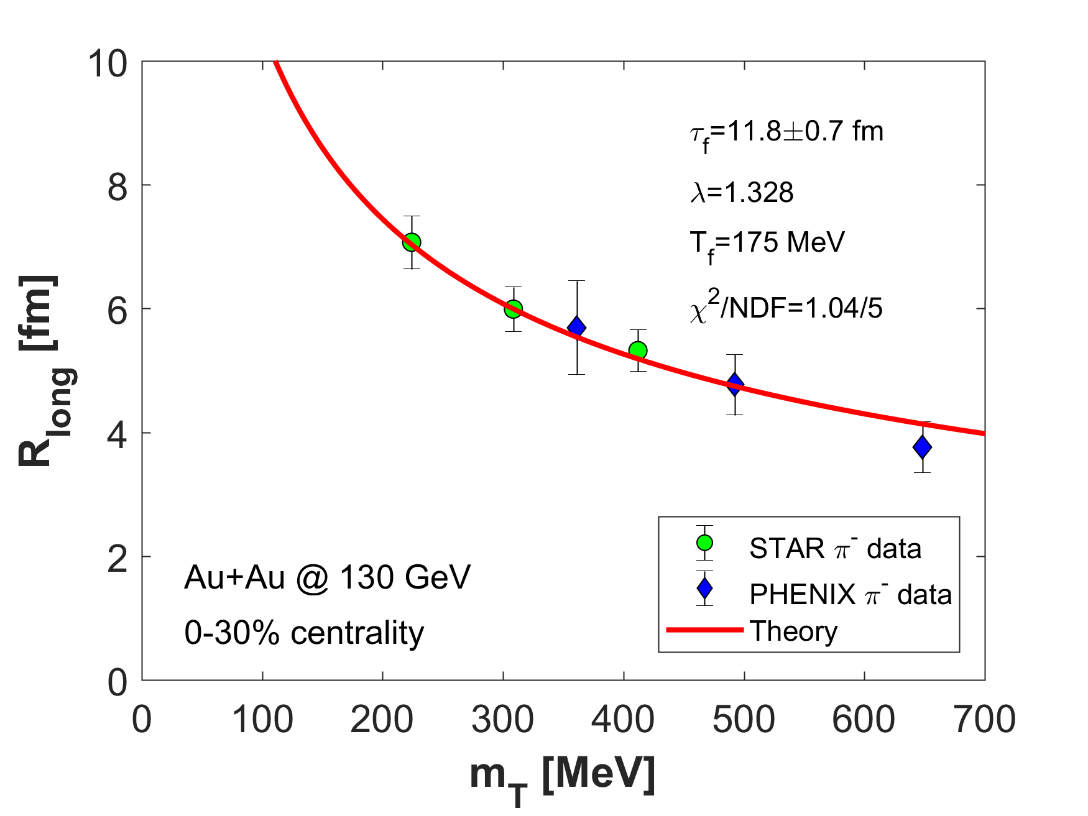 10
8
6
4
2
0
R_long [fm]
τ_f=11.8±0.7 fm
λ=1.328
T_f=175 MeV
χ²/NDF=1.04/5
Au+Au @ 130 GeV
0-30% centrality
STAR π⁻ data
PHENIX π⁻ data
Theory
0 100 200 300 400 500 600 700
m_T [MeV]